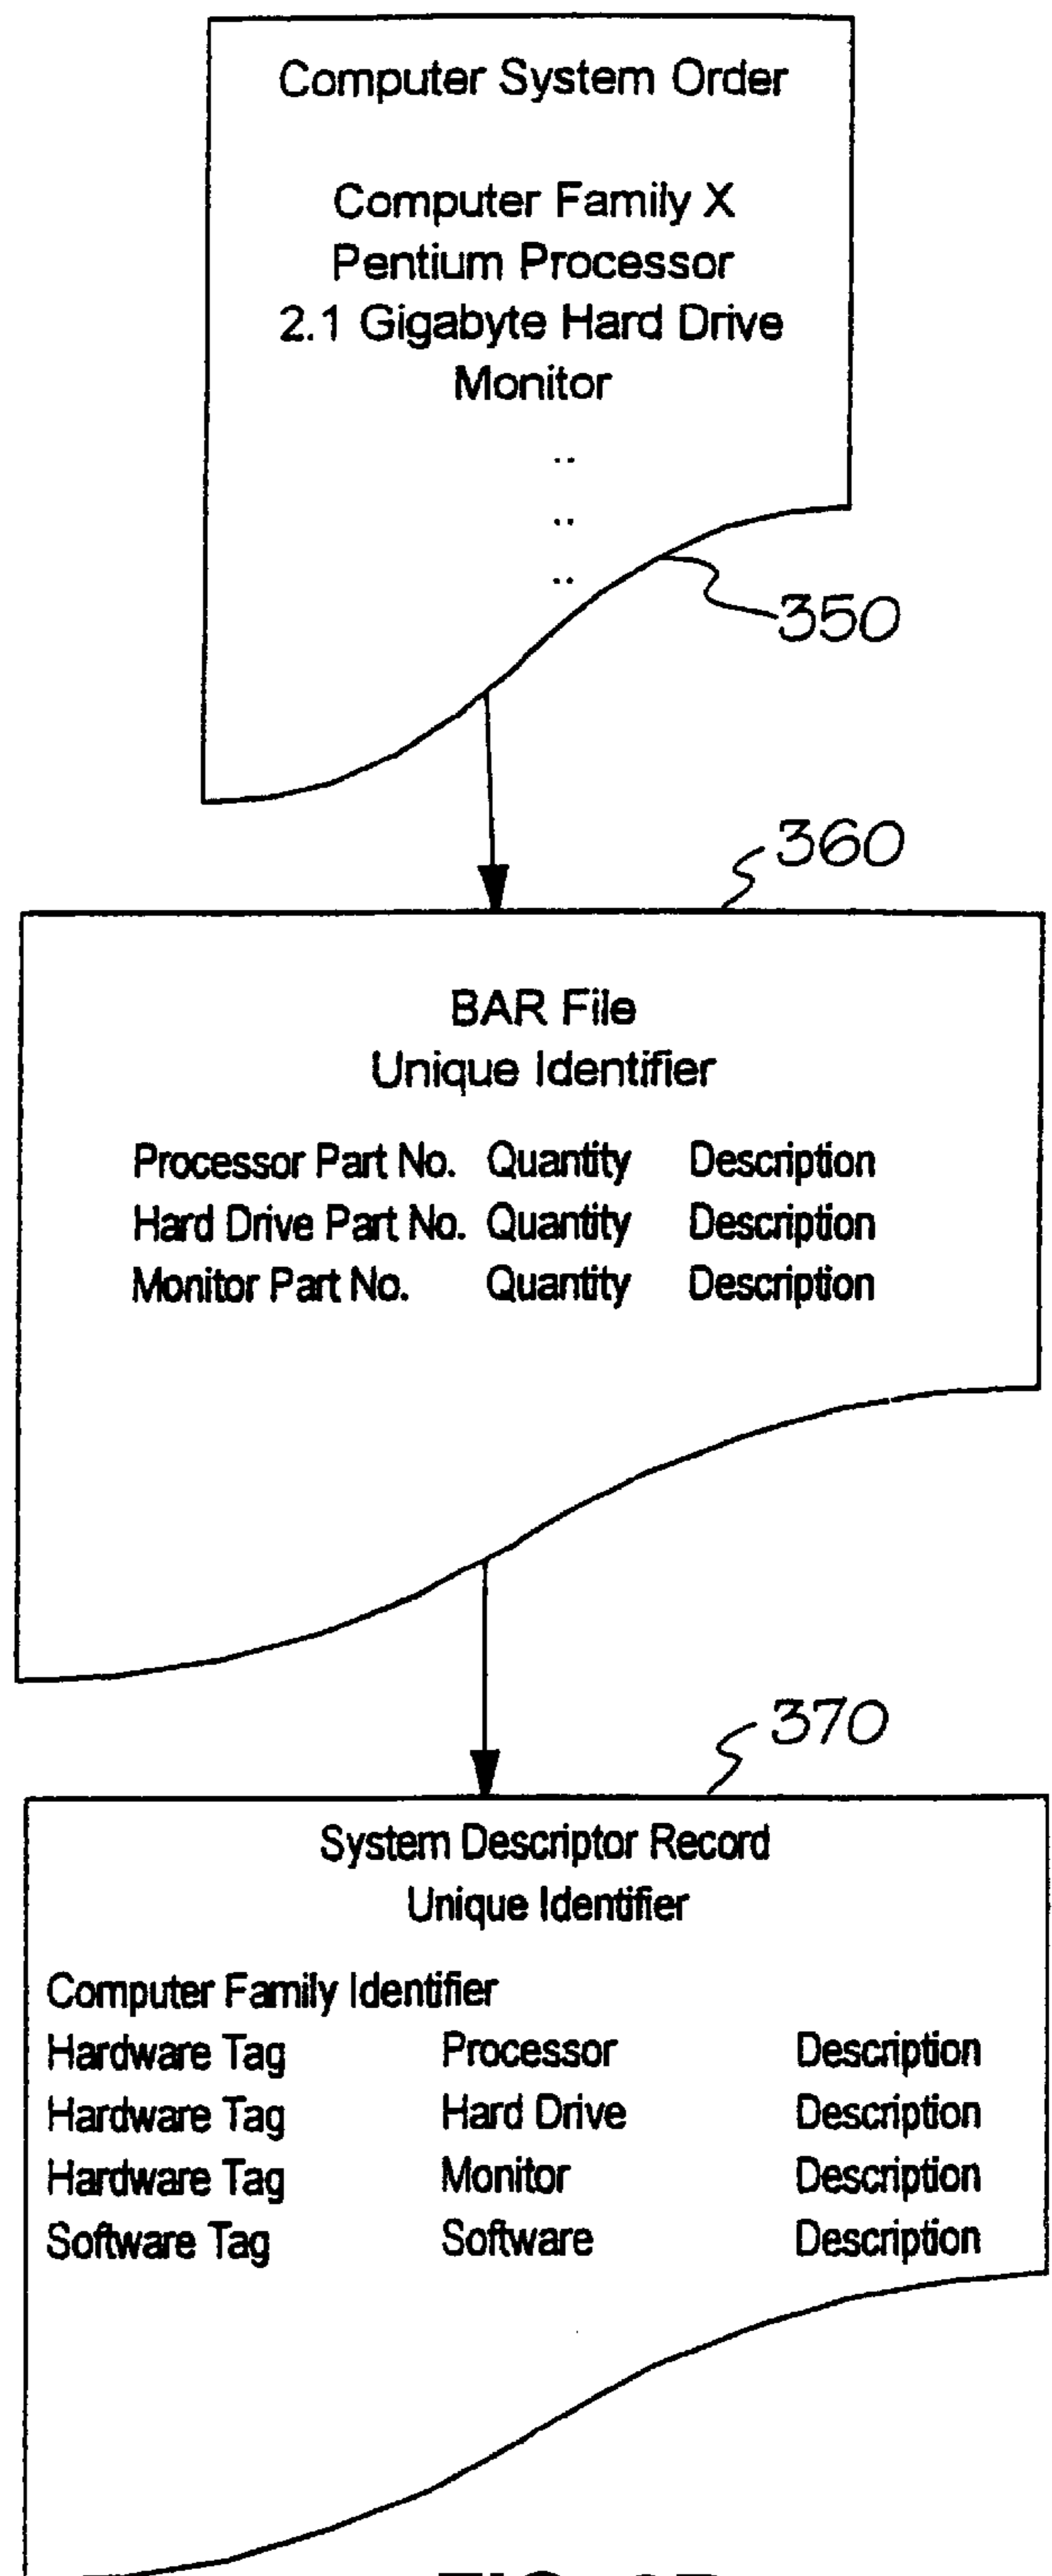 Computer System Order
Computer Family X
Pentium Processor
2.1 Gigabyte Hard Drive
Monitor
..
..
..
350
360
BAR File
Unique Identifier
Processor Part No. Quantity Description
Hard Drive Part No. Quantity Description
Monitor Part No. Quantity Description
370
System Descriptor Record
Unique Identifier
Computer Family Identifier
Hardware Tag Processor Description
Hardware Tag Hard Drive Description
Hardware Tag Monitor Description
Software Tag Software Description